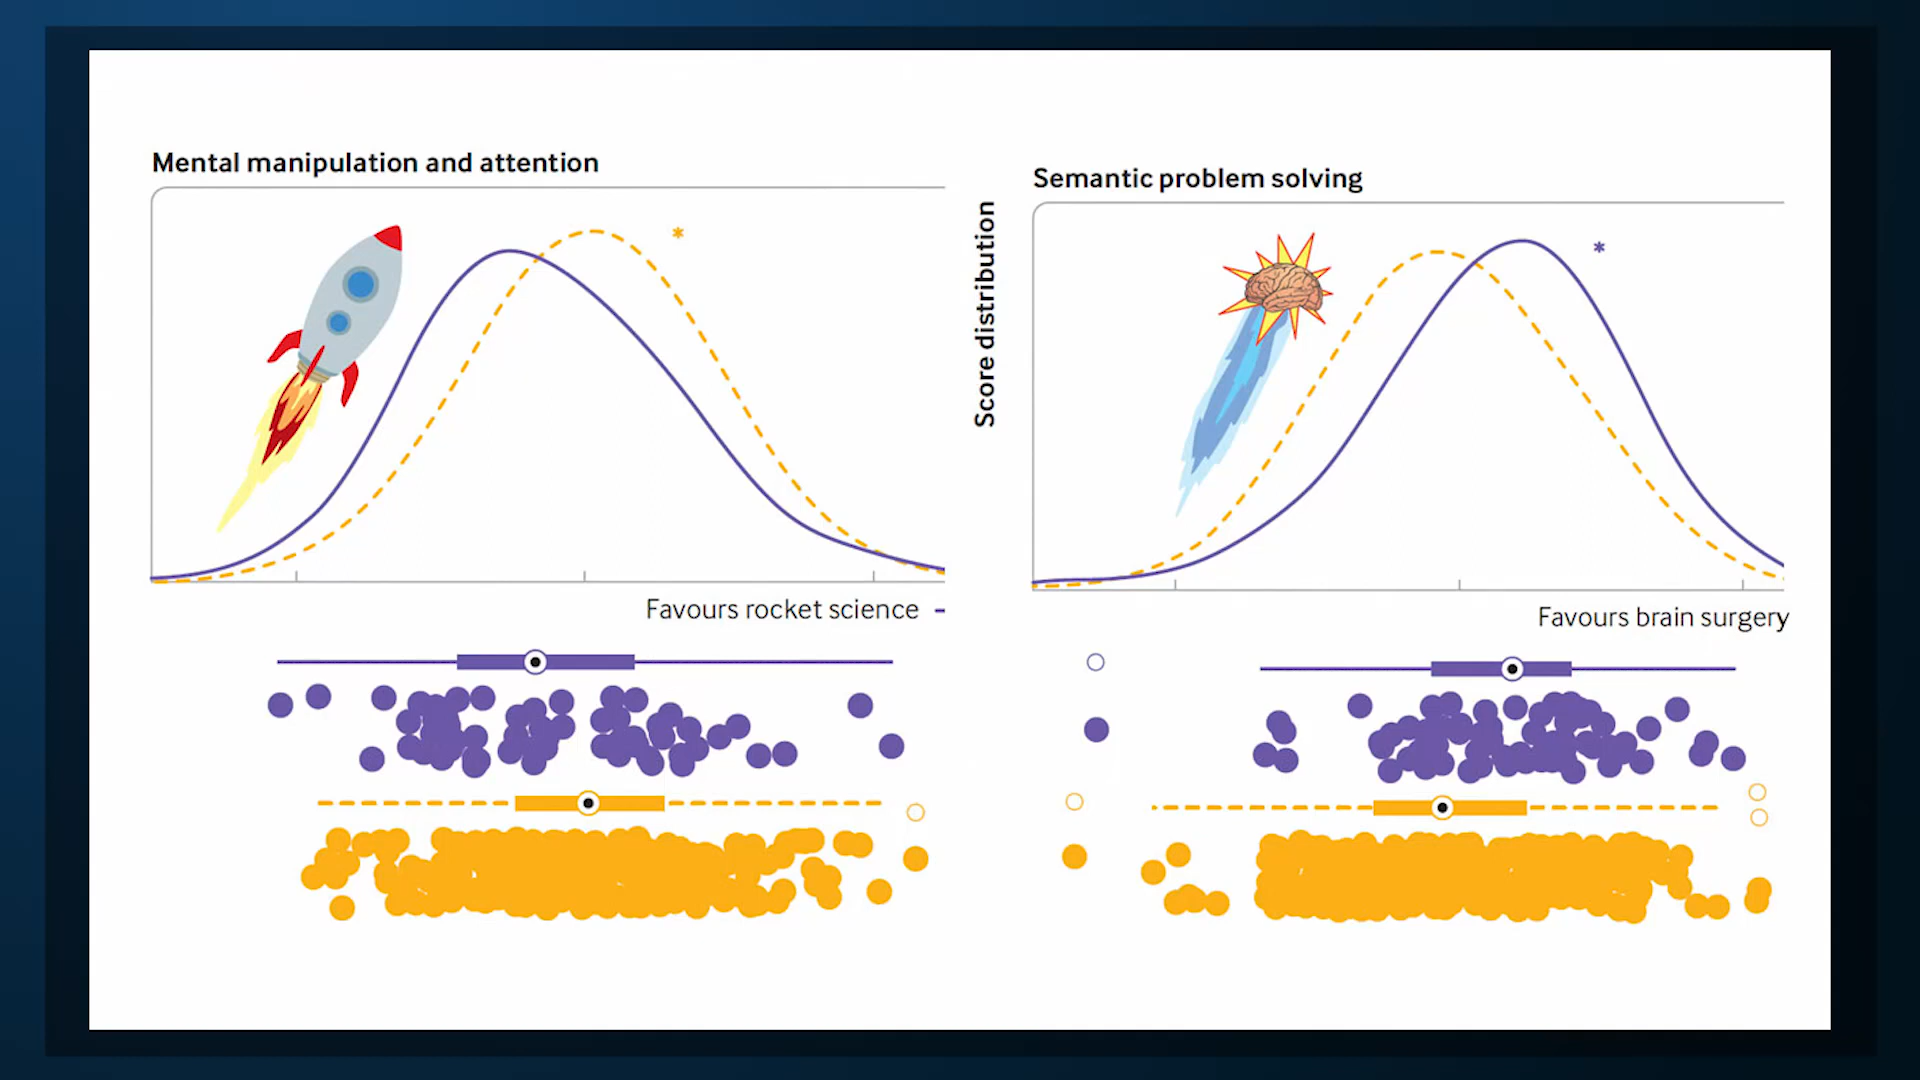 Mental manipulation and attention
*
Favours rocket science -
Score distribution
Semantic problem solving
*
Favours brain surgery